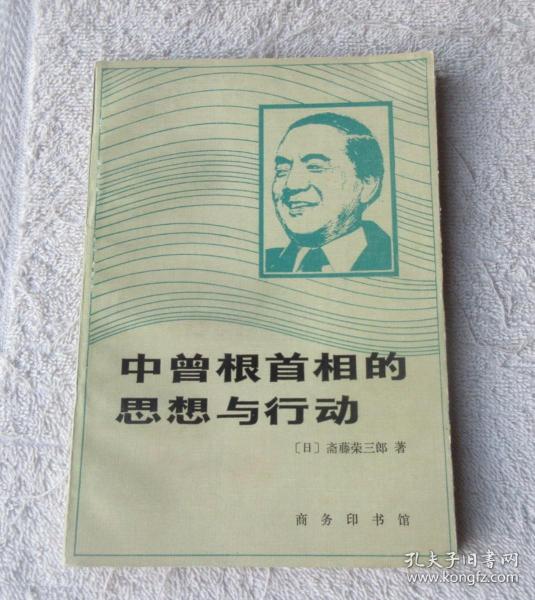 中曾根首相的
思想与行动
〔日〕斋藤荣三郎 著
商务印书馆
孔夫子旧书网
www.kongfz.com